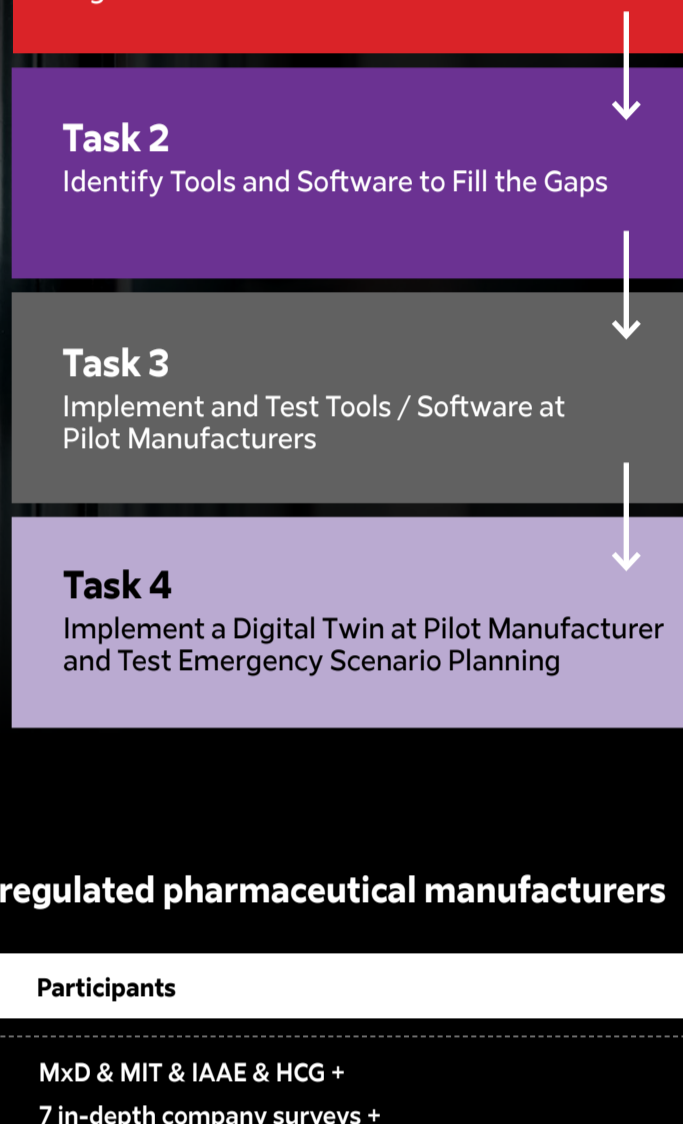 Task 2
Identify Tools and Software to Fill the Gaps
Task 3
Implement and Test Tools / Software at
Pilot Manufacturers
Task 4
Implement a Digital Twin at Pilot Manufacturer
and Test Emergency Scenario Planning
regulated pharmaceutical manufacturers
Participants
MxD & MIT & IAAE & HCG +
7 in-depth company surveys +